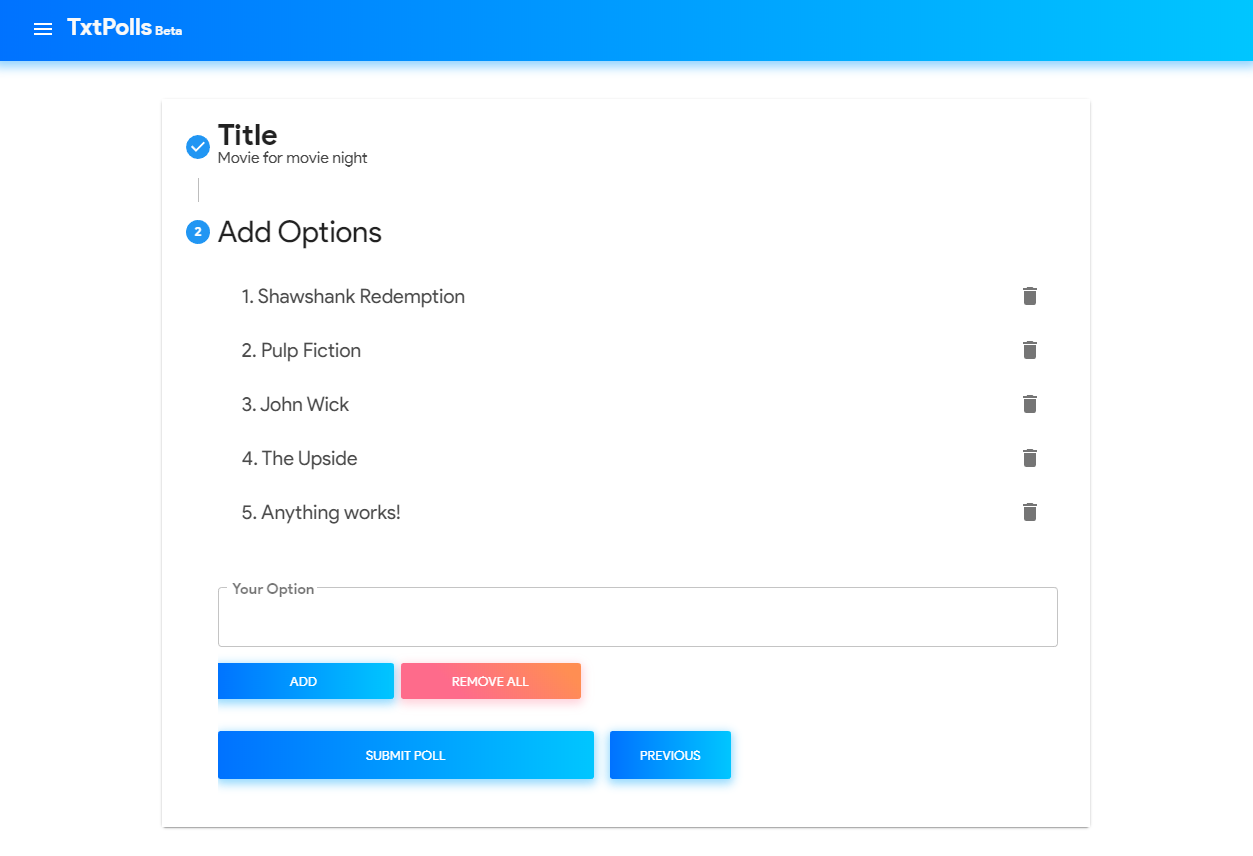 TxtPolls Beta
Title
Movie for movie night
2 Add Options
1. Shawshank Redemption
2. Pulp Fiction
3. John Wick
4. The Upside
5. Anything works!
Your Option
ADD REMOVE ALL
SUBMIT POLL PREVIOUS